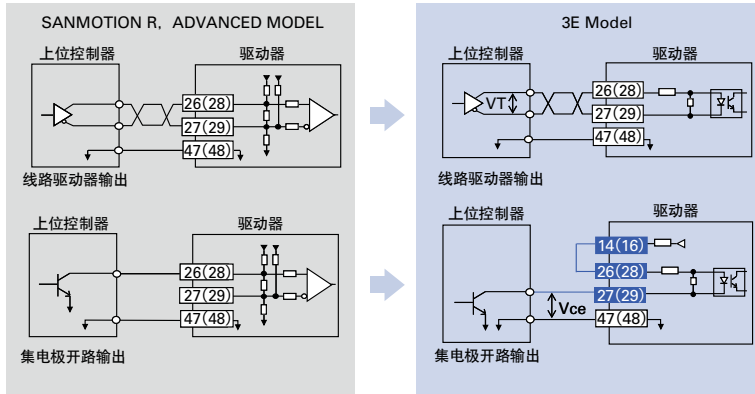 SANMOTION R, ADVANCED MODEL
上位控制器
驱动器
26(28)
27(29)
47(48)
线路驱动器输出
上位控制器
驱动器
26(28)
27(29)
47(48)
集电极开路输出
3E Model
上位控制器
驱动器
VT
26(28)
27(29)
47(48)
线路驱动器输出
上位控制器
驱动器
14(16)
26(28)
27(29)
Vce
47(48)
集电极开路输出